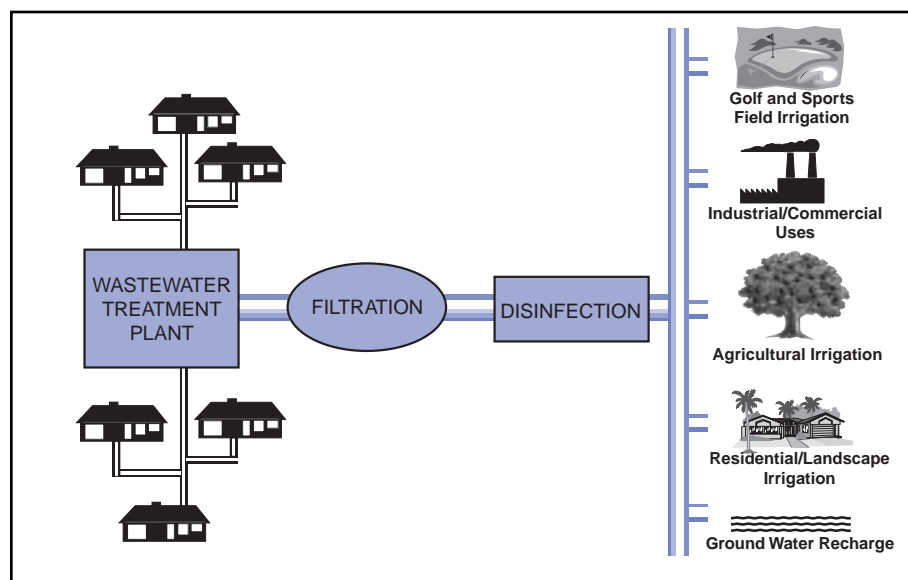 WASTEWATER
TREATMENT
PLANT
FILTRATION
DISINFECTION
Golf and Sports
Field Irrigation
Industrial/Commercial
Uses
Agricultural Irrigation
Residential/Landscape
Irrigation
Ground Water Recharge